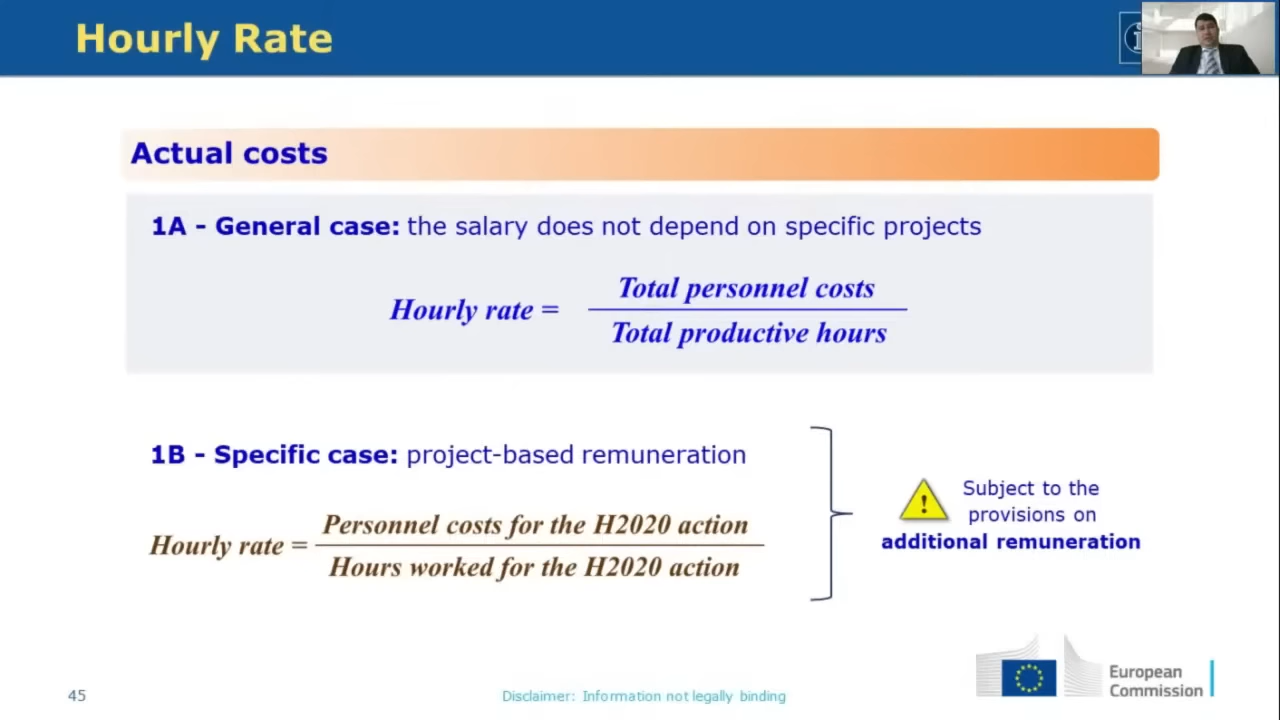 Hourly Rate
Actual costs
1A - General case: the salary does not depend on specific projects
Hourly rate =
Total personnel costs
Total productive hours
1B - Specific case: project-based remuneration
Hourly rate =
Personnel costs for the H2020 action
Hours worked for the H2020 action
!
Subject to the
provisions on
additional remuneration
European
Commission
45
Disclaimer: Information not legally binding